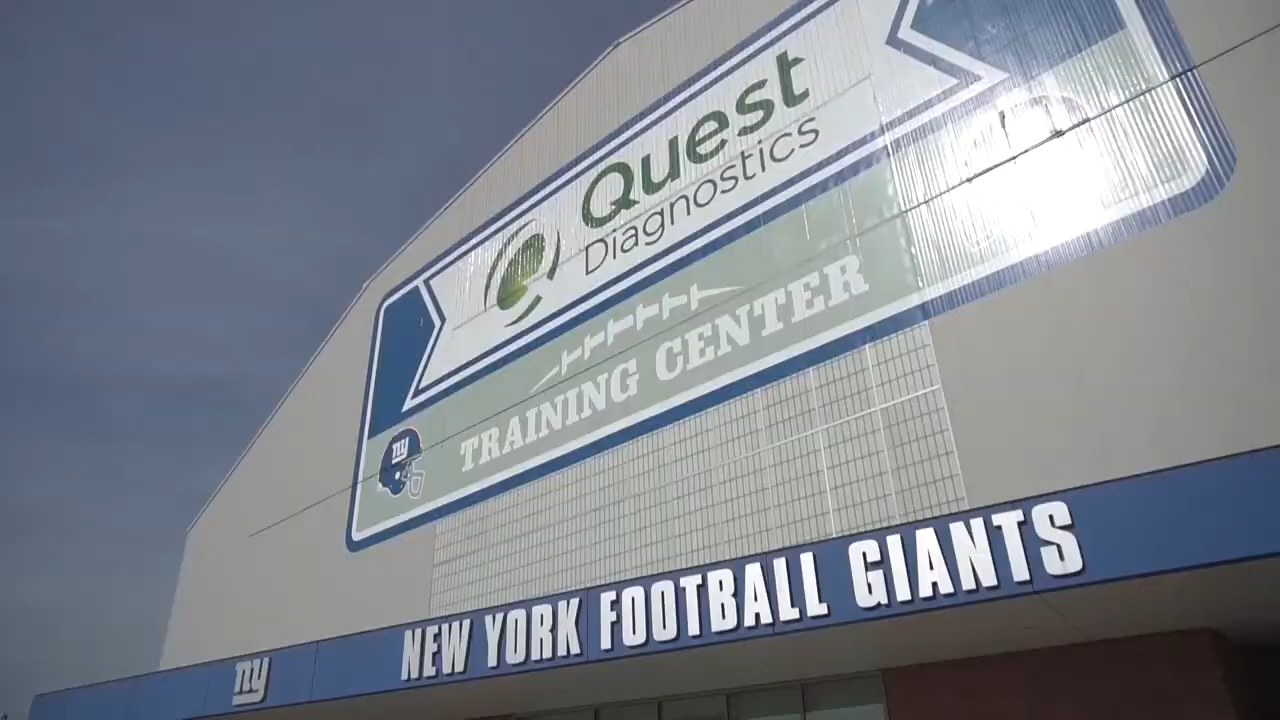 Quest
Diagnostics
TRAINING CENTER
ny
NEW YORK FOOTBALL GIANTS
ny